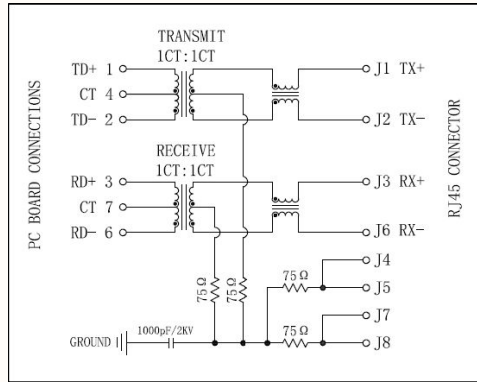 TRANSMIT
1CT:1CT
TD+ 1
CT 4
TD- 2
J1 TX+
J2 TX-
RECEIVE
1CT:1CT
RD+ 3
CT 7
RD- 6
J3 RX+
J6 RX-
PC BOARD CONNECTIONS
RJ45 CONNECTOR
75Ω
75Ω
75Ω
J4
J5
75Ω
J7
J8
1000pF/2KV
GROUND